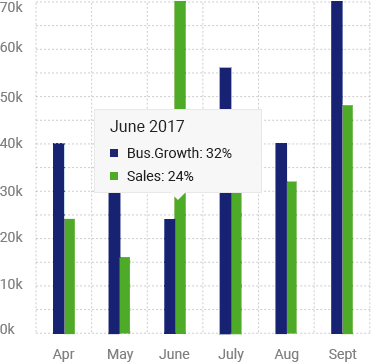 70k
60k
50k
40k
30k
20k
10k
0k
June 2017
Bus.Growth: 32%
Sales: 24%
Apr May June July Aug Sept